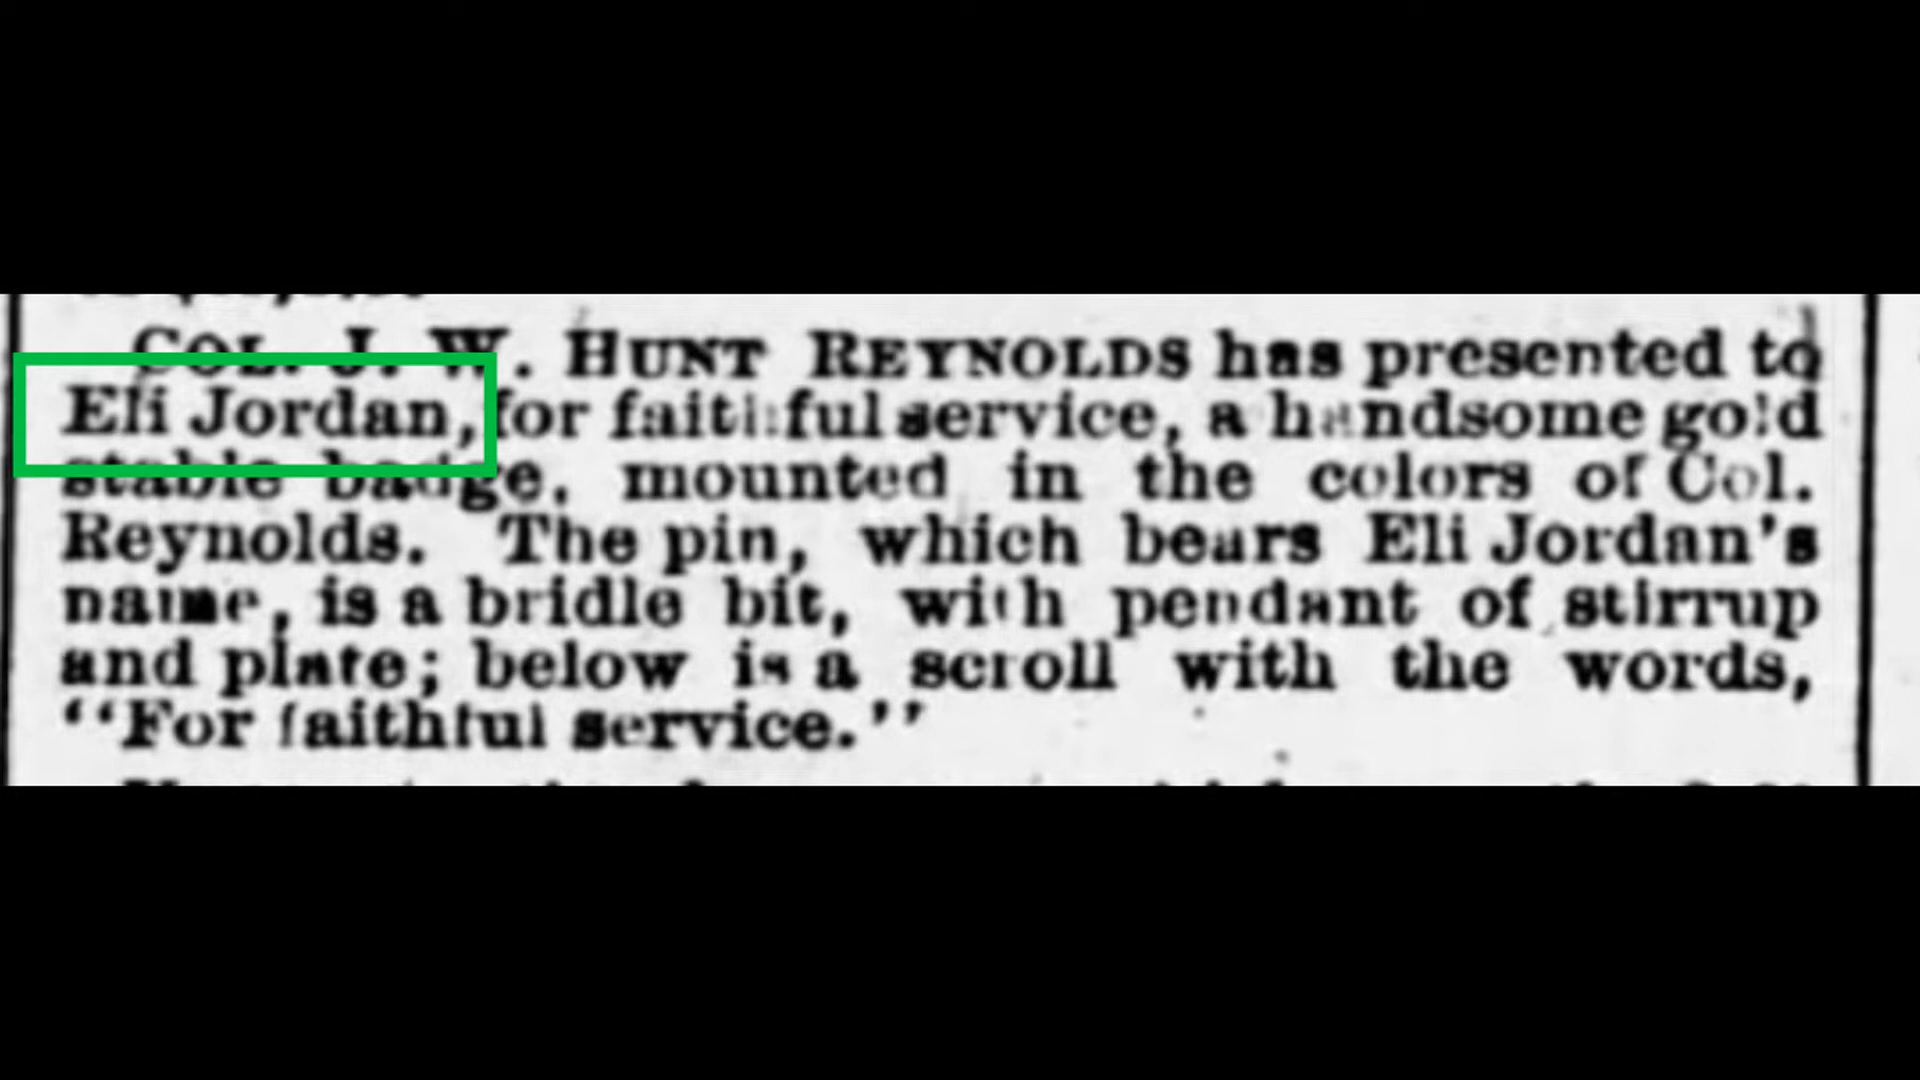 COL. J. W. HUNT REYNOLDS has presented to
Eli Jordan, for faithful service, a handsome gold
stable badge, mounted in the colors of Col.
Reynolds. The pin, which bears Eli Jordan's
name, is a bridle bit, with pendant of stirrup
and plate; below is a scroll with the words,
"For faithful service."